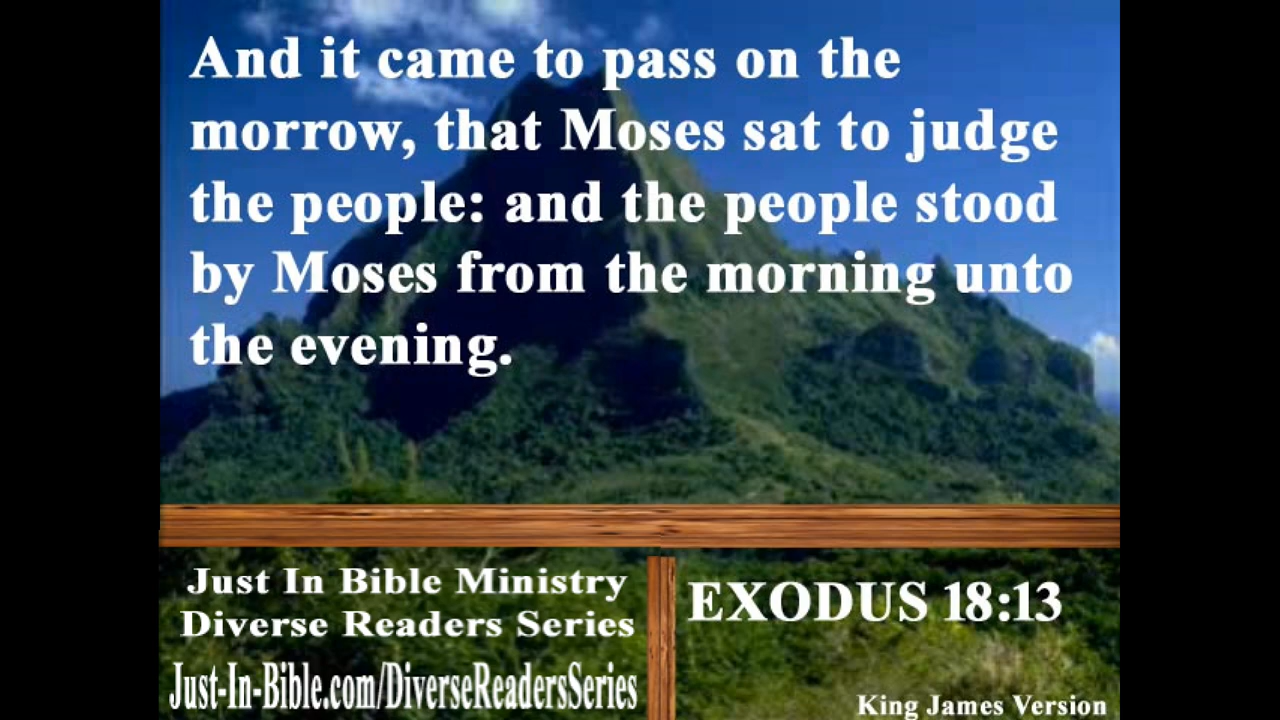 And it came to pass on the
morrow, that Moses sat to judge
the people: and the people stood
by Moses from the morning unto
the evening.
Just In Bible Ministry
Diverse Readers Series
Just-In-Bible.com/DiverseReadersSeries
EXODUS 18:13
King James Version